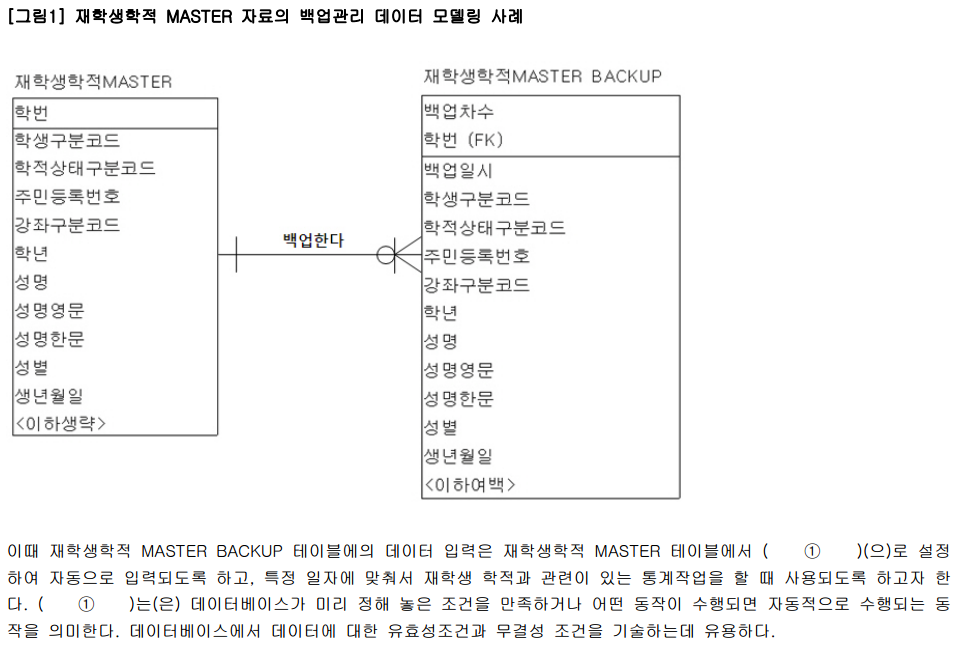 [그림1] 재학생학적 MASTER 자료의 백업관리 데이터 모델링 사례
재학생학적MASTER
학번
학생구분코드
학적상태구분코드
주민등록번호
강좌구분코드
학년
성명
성명영문
성명한문
성별
생년월일
<이하생략>
백업한다
재학생학적MASTER BACKUP
백업차수
학번 (FK)
백업일시
학생구분코드
학적상태구분코드
주민등록번호
강좌구분코드
학년
성명
성명영문
성명한문
성별
생년월일
<이하여백>
이때 재학생학적 MASTER BACKUP 테이블에의 데이터 입력은 재학생학적 MASTER 테이블에서 ( ① )(으)로 설정
하여 자동으로 입력되도록 하고, 특정 일자에 맞춰서 재학생 학적과 관련이 있는 통계작업을 할 때 사용되도록 하고자 한
다. ( ① )는(은) 데이터베이스가 미리 정해 놓은 조건을 만족하거나 어떤 동작이 수행되면 자동적으로 수행되는 동
작을 의미한다. 데이터베이스에서 데이터에 대한 유효성조건과 무결성 조건을 기술하는데 유용하다.